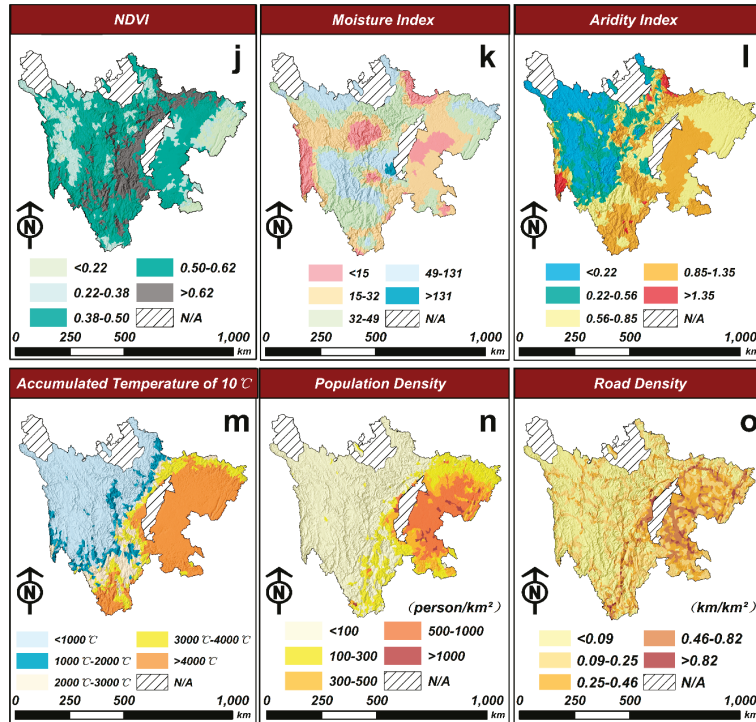 NDVI
j
N
<0.22
0.50-0.62
0.22-0.38
>0.62
0.38-0.50
N/A
0 250 500 1,000
km
Moisture Index
k
N
<15
49-131
15-32
>131
32-49
N/A
0 250 500 1,000
km
Aridity Index
l
N
<0.22
0.85-1.35
0.22-0.56
>1.35
0.56-0.85
N/A
0 250 500 1,000
km
Accumulated Temperature of 10℃
m
N
<1000℃
3000℃-4000℃
1000℃-2000℃
>4000℃
2000℃-3000℃
N/A
0 250 500 1,000
km
Population Density
n
N
(person/km²)
<100
500-1000
100-300
>1000
300-500
N/A
0 250 500 1,000
km
Road Density
o
N
(km/km²)
<0.09
0.46-0.82
0.09-0.25
>0.82
0.25-0.46
N/A
0 250 500 1,000
km